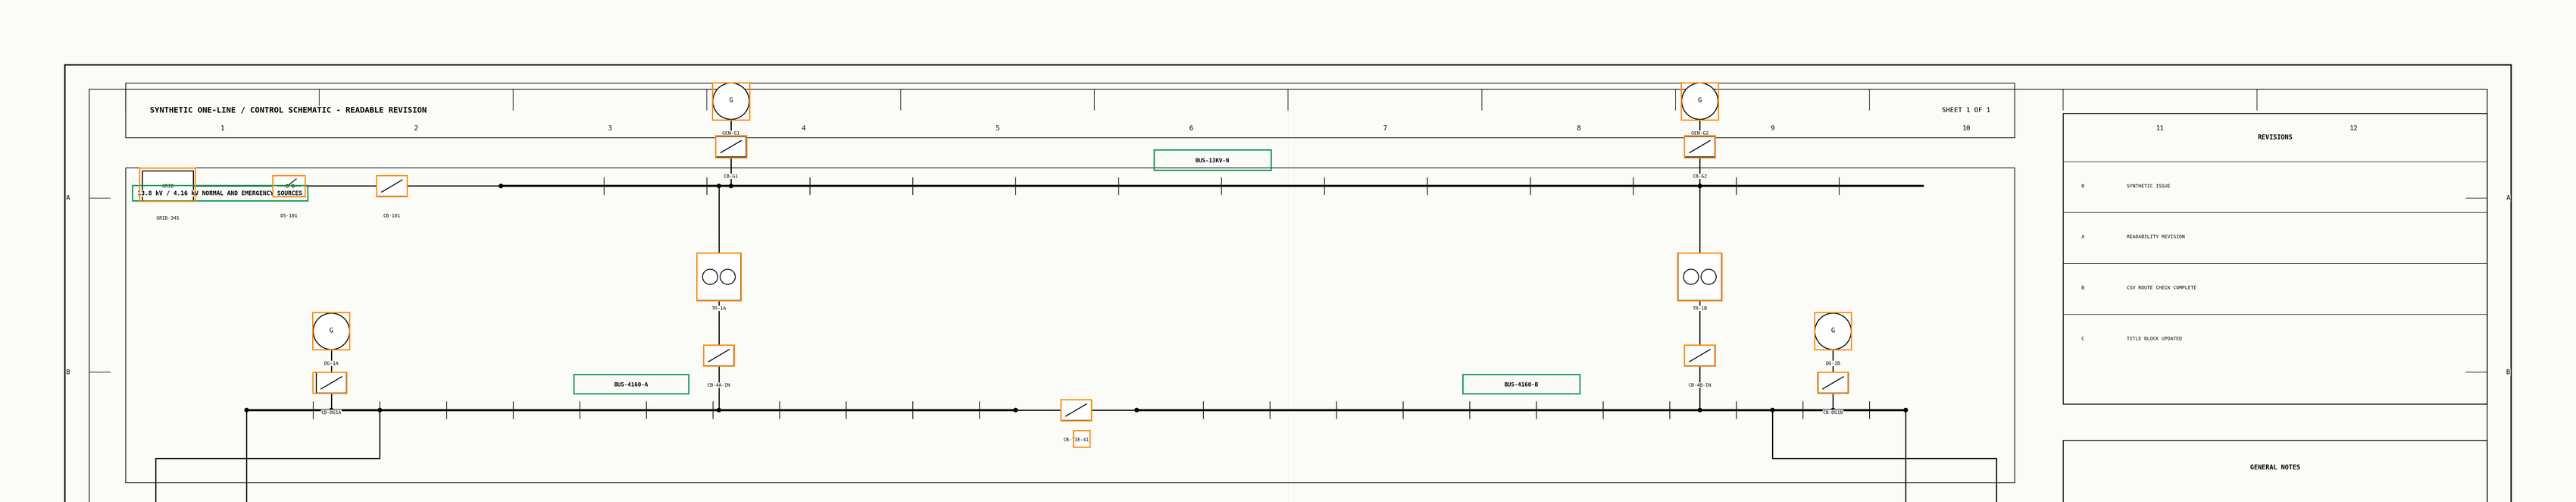 SYNTHETIC ONE-LINE / CONTROL SCHEMATIC - READABLE REVISION
SHEET 1 OF 1
1 2 3 4 5 6 7 8 9 10 11 12
G
GEN-G1
G
GEN-G2
REVISIONS
BUS-13KV-N
CB-G1
CB-G2
GRID
13.8 kV / 4.16 kV NORMAL AND EMERGENCY SOURCES
GRID-345
DS-101
CB-101
0 SYNTHETIC ISSUE
A
A
A READABILITY REVISION
B CSV ROUTE CHECK COMPLETE
C TITLE BLOCK UPDATED
TR-1A
TR-1B
G
DG-1A
G
DG-1B
B
B
BUS-4160-A
CB-4A-IN
BUS-4160-B
CB-4B-IN
CB-DG1A
CB-DG1B
CB-TIE-41
GENERAL NOTES